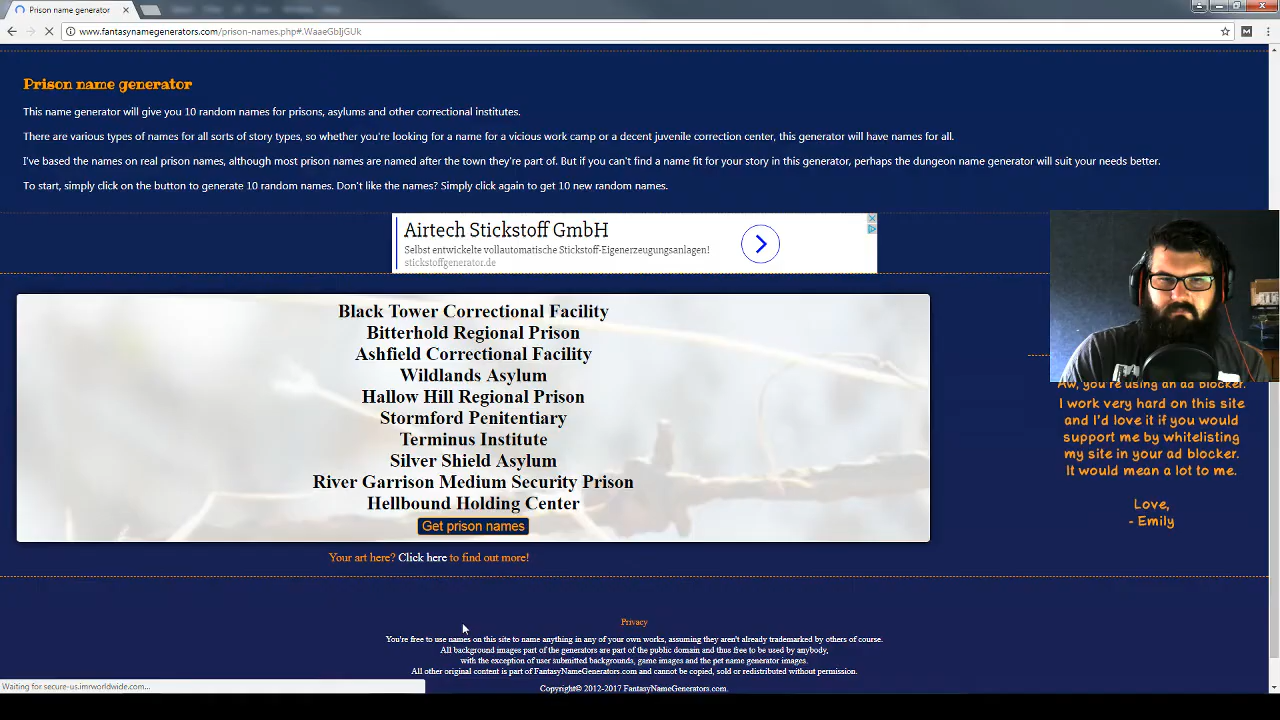 Prison name generator
www.fantasynamegenerators.com/prison-names.php#.WaaeGbIjGUk
Prison name generator
This name generator will give you 10 random names for prisons, asylums and other correctional institutes.
There are various types of names for all sorts of story types, so whether you're looking for a name for a vicious work camp or a decent juvenile correction center, this generator will have names for all.
I've based the names on real prison names, although most prison names are named after the town they're part of. But if you can't find a name fit for your story in this generator, perhaps the dungeon name generator will suit your needs better.
To start, simply click on the button to generate 10 random names. Don't like the names? Simply click again to get 10 new random names.
Airtech Stickstoff GmbH
Selbst entwickelte vollautomatische Stickstoff-Eigenerzeugungsanlagen!
stickstoffgenerator.de
Black Tower Correctional Facility
Bitterhold Regional Prison
Ashfield Correctional Facility
Wildlands Asylum
Hallow Hill Regional Prison
Stormford Penitentiary
Terminus Institute
Silver Shield Asylum
River Garrison Medium Security Prison
Hellbound Holding Center
Get prison names
Your art here? Click here to find out more!
Aw, you're using an ad blocker.
I work very hard on this site
and I'd love it if you would
support me by whitelisting
my site in your ad blocker.
It would mean a lot to me.
Love,
- Emily
Privacy
You're free to use names on this site to name anything in any of your own works, assuming they aren't already trademarked by others of course.
All background images part of the generators are part of the public domain and thus free to be used by anybody,
with the exception of user submitted backgrounds, game images and the pet name generator images.
All other original content is part of FantasyNameGenerators.com and cannot be copied, sold or redistributed without permission.
Copyright© 2012-2017 FantasyNameGenerators.com.
Waiting for secure-us.imrworldwide.com...